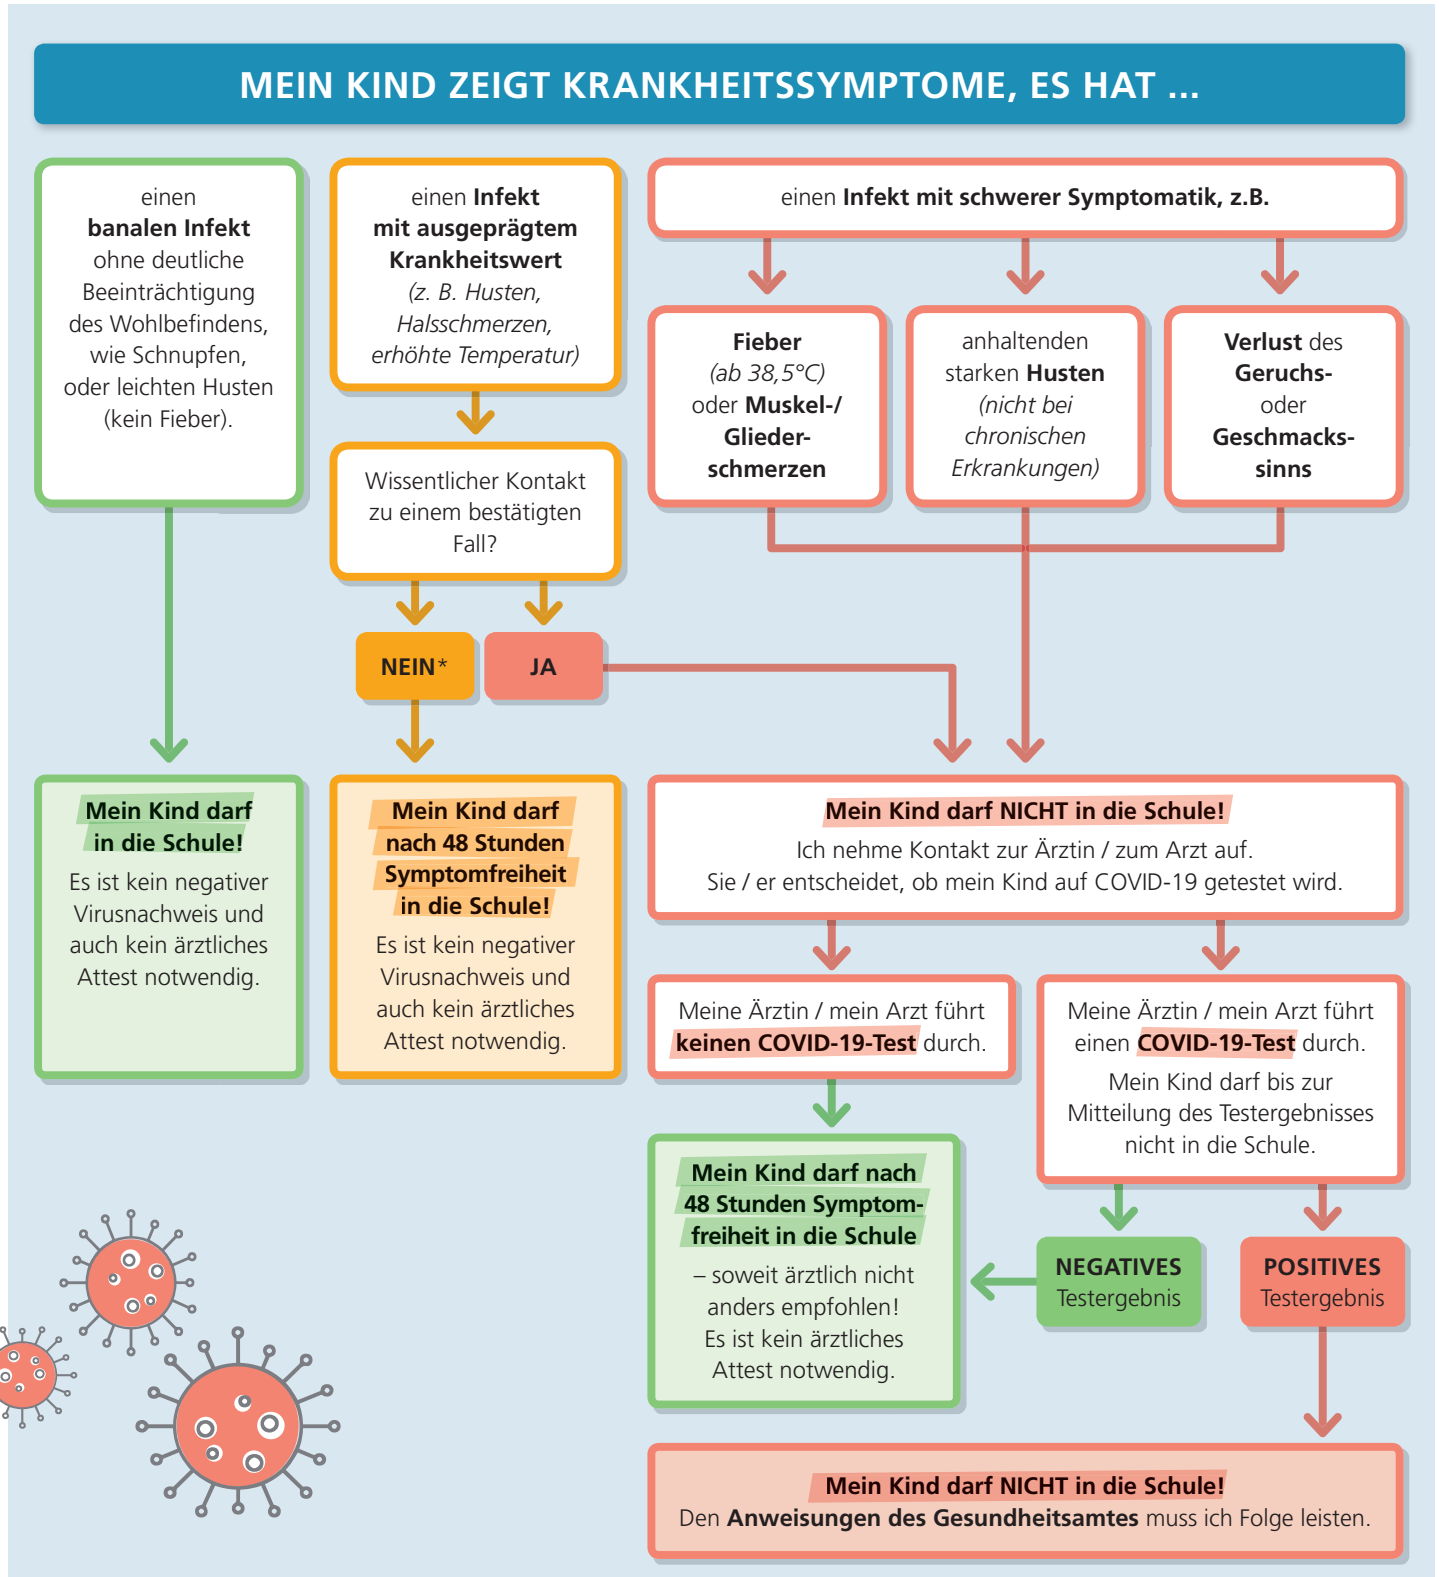 MEIN KIND ZEIGT KRANKHEITSSYMPTOME, ES HAT ...
einen
banalen Infekt
ohne deutliche
Beeinträchtigung
des Wohlbefindens,
wie Schnupfen,
oder leichten Husten
(kein Fieber).
einen Infekt
mit ausgeprägtem
Krankheitswert
(z. B. Husten,
Halsschmerzen,
erhöhte Temperatur)
einen Infekt mit schwerer Symptomatik, z.B.
Fieber
(ab 38,5°C)
oder Muskel-/
Glieder-
schmerzen
anhaltenden
starken Husten
(nicht bei
chronischen
Erkrankungen)
Verlust des
Geruchs-
oder
Geschmacks-
sinns
Wissentlicher Kontakt
zu einem bestätigten
Fall?
NEIN*
JA
Mein Kind darf
in die Schule!
Es ist kein negativer
Virusnachweis und
auch kein ärztliches
Attest notwendig.
Mein Kind darf
nach 48 Stunden
Symptomfreiheit
in die Schule!
Es ist kein negativer
Virusnachweis und
auch kein ärztliches
Attest notwendig.
Mein Kind darf NICHT in die Schule!
Ich nehme Kontakt zur Ärztin / zum Arzt auf.
Sie / er entscheidet, ob mein Kind auf COVID-19 getestet wird.
Meine Ärztin / mein Arzt führt
keinen COVID-19-Test durch.
Meine Ärztin / mein Arzt führt
einen COVID-19-Test durch.
Mein Kind darf bis zur
Mitteilung des Testergebnisses
nicht in die Schule.
Mein Kind darf nach
48 Stunden Symptom-
freiheit in die Schule
– soweit ärztlich nicht
anders empfohlen!
Es ist kein ärztliches
Attest notwendig.
NEGATIVES
Testergebnis
POSITIVES
Testergebnis
Mein Kind darf NICHT in die Schule!
Den Anweisungen des Gesundheitsamtes muss ich Folge leisten.